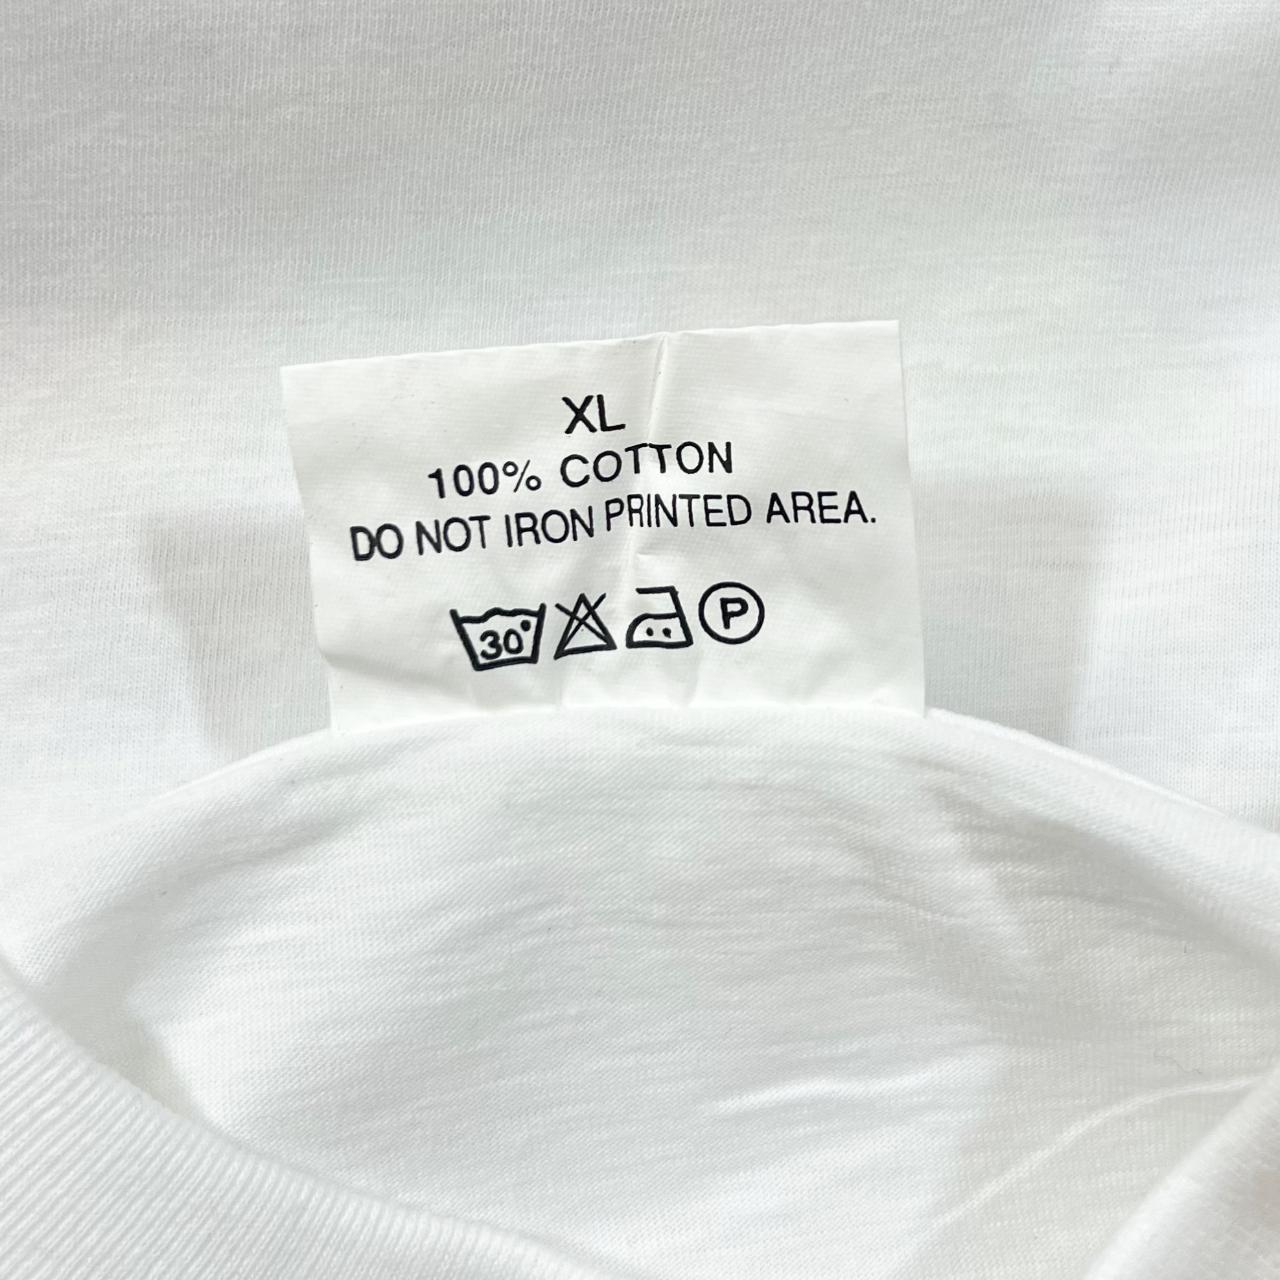 XL
100% COTTON
DO NOT IRON PRINTED AREA.
30° P